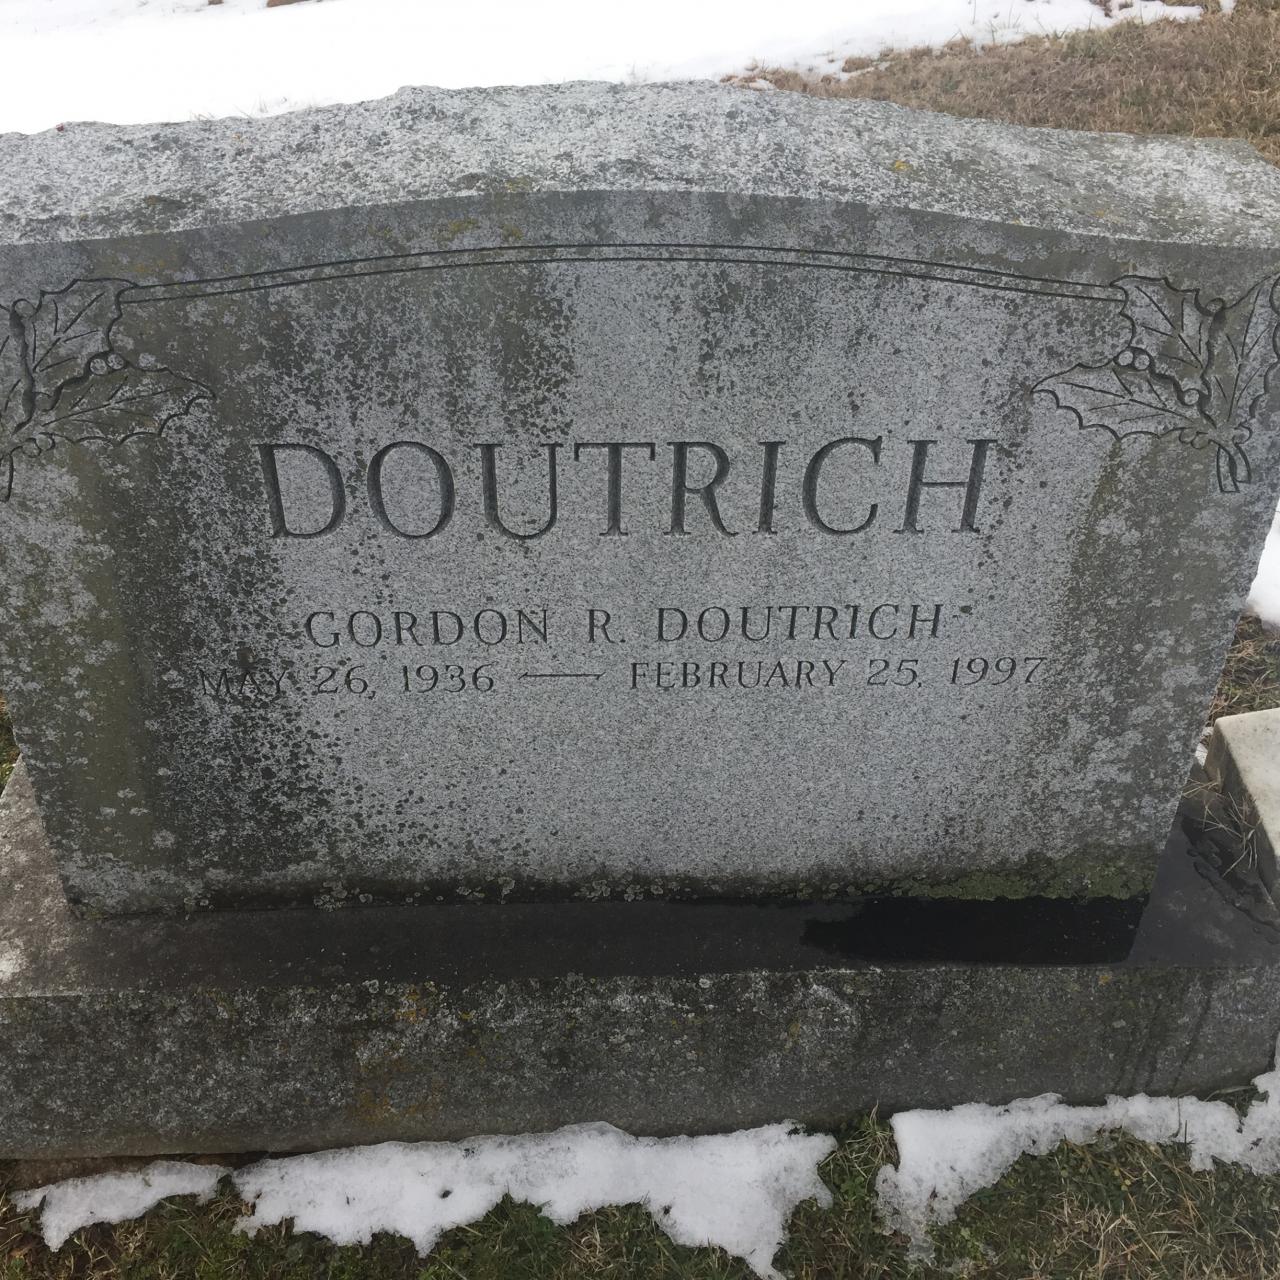 DOUTRICH
GORDON R. DOUTRICH
MAY 26, 1936 — FEBRUARY 25, 1997